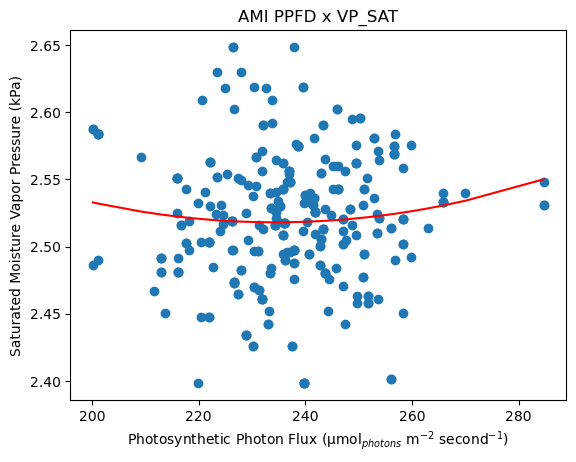 AMI PPFD x VP_SAT
Saturated Moisture Vapor Pressure (kPa)
2.65
2.60
2.55
2.50
2.45
2.40
200 220 240 260 280
Photosynthetic Photon Flux (μmol$_{photons}$ m$^{-2}$ second$^{-1}$)